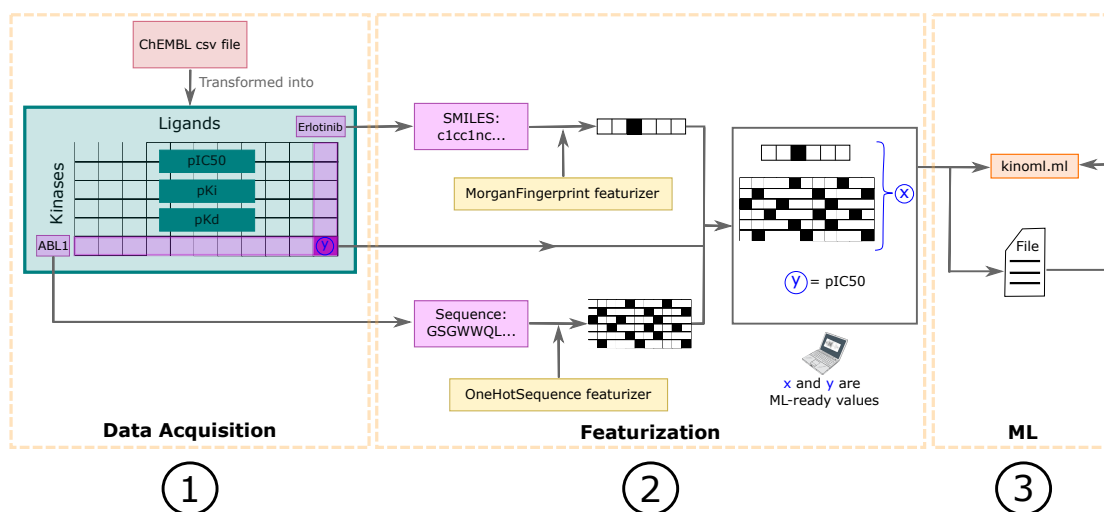 ChEMBL csv file
Transformed into
Ligands
Erlotinib
Kinases
pIC50
pKi
pKd
ABL1
y
Data Acquisition
1
SMILES:
c1cc1nc...
MorganFingerprint featurizer
Sequence:
GSGWWQL...
OneHotSequence featurizer
x
y = pIC50
x and y are
ML-ready values
Featurization
2
kinoml.ml
File
ML
3